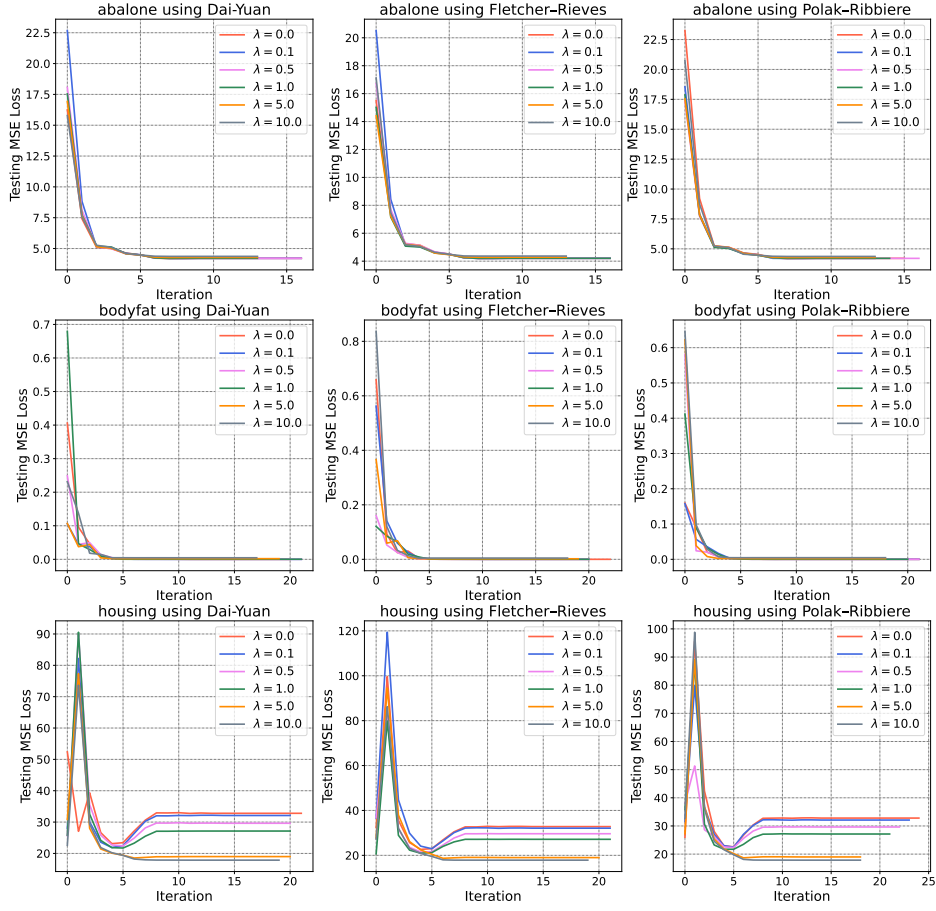 abalone using Dai-Yuan
Testing MSE Loss
22.5
20.0
17.5
15.0
12.5
10.0
7.5
5.0
λ = 0.0
λ = 0.1
λ = 0.5
λ = 1.0
λ = 5.0
λ = 10.0
0 5 10 15
Iteration
abalone using Fletcher–Rieves
Testing MSE Loss
20
18
16
14
12
10
8
6
4
λ = 0.0
λ = 0.1
λ = 0.5
λ = 1.0
λ = 5.0
λ = 10.0
0 5 10 15
Iteration
abalone using Polak–Ribbiere
Testing MSE Loss
22.5
20.0
17.5
15.0
12.5
10.0
7.5
5.0
λ = 0.0
λ = 0.1
λ = 0.5
λ = 1.0
λ = 5.0
λ = 10.0
0 5 10 15
Iteration
bodyfat using Dai-Yuan
Testing MSE Loss
0.7
0.6
0.5
0.4
0.3
0.2
0.1
0.0
λ = 0.0
λ = 0.1
λ = 0.5
λ = 1.0
λ = 5.0
λ = 10.0
0 5 10 15 20
Iteration
bodyfat using Fletcher–Rieves
Testing MSE Loss
0.8
0.6
0.4
0.2
0.0
λ = 0.0
λ = 0.1
λ = 0.5
λ = 1.0
λ = 5.0
λ = 10.0
0 5 10 15 20
Iteration
bodyfat using Polak–Ribbiere
Testing MSE Loss
0.6
0.5
0.4
0.3
0.2
0.1
0.0
λ = 0.0
λ = 0.1
λ = 0.5
λ = 1.0
λ = 5.0
λ = 10.0
0 5 10 15 20
Iteration
housing using Dai-Yuan
Testing MSE Loss
90
80
70
60
50
40
30
20
λ = 0.0
λ = 0.1
λ = 0.5
λ = 1.0
λ = 5.0
λ = 10.0
0 5 10 15 20
Iteration
housing using Fletcher–Rieves
Testing MSE Loss
120
100
80
60
40
20
λ = 0.0
λ = 0.1
λ = 0.5
λ = 1.0
λ = 5.0
λ = 10.0
0 5 10 15 20
Iteration
housing using Polak–Ribbiere
Testing MSE Loss
100
90
80
70
60
50
40
30
20
λ = 0.0
λ = 0.1
λ = 0.5
λ = 1.0
λ = 5.0
λ = 10.0
0 5 10 15 20 25
Iteration